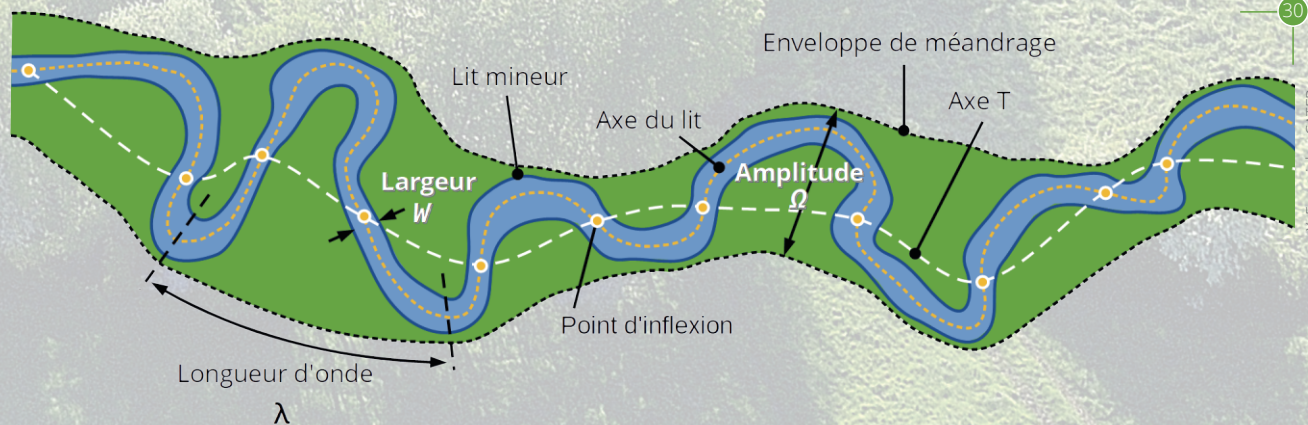 30
Enveloppe de méandrage
Lit mineur
Axe T
Axe du lit
Amplitude
Ω
Largeur
W
Point d'inflexion
Longueur d'onde
λ